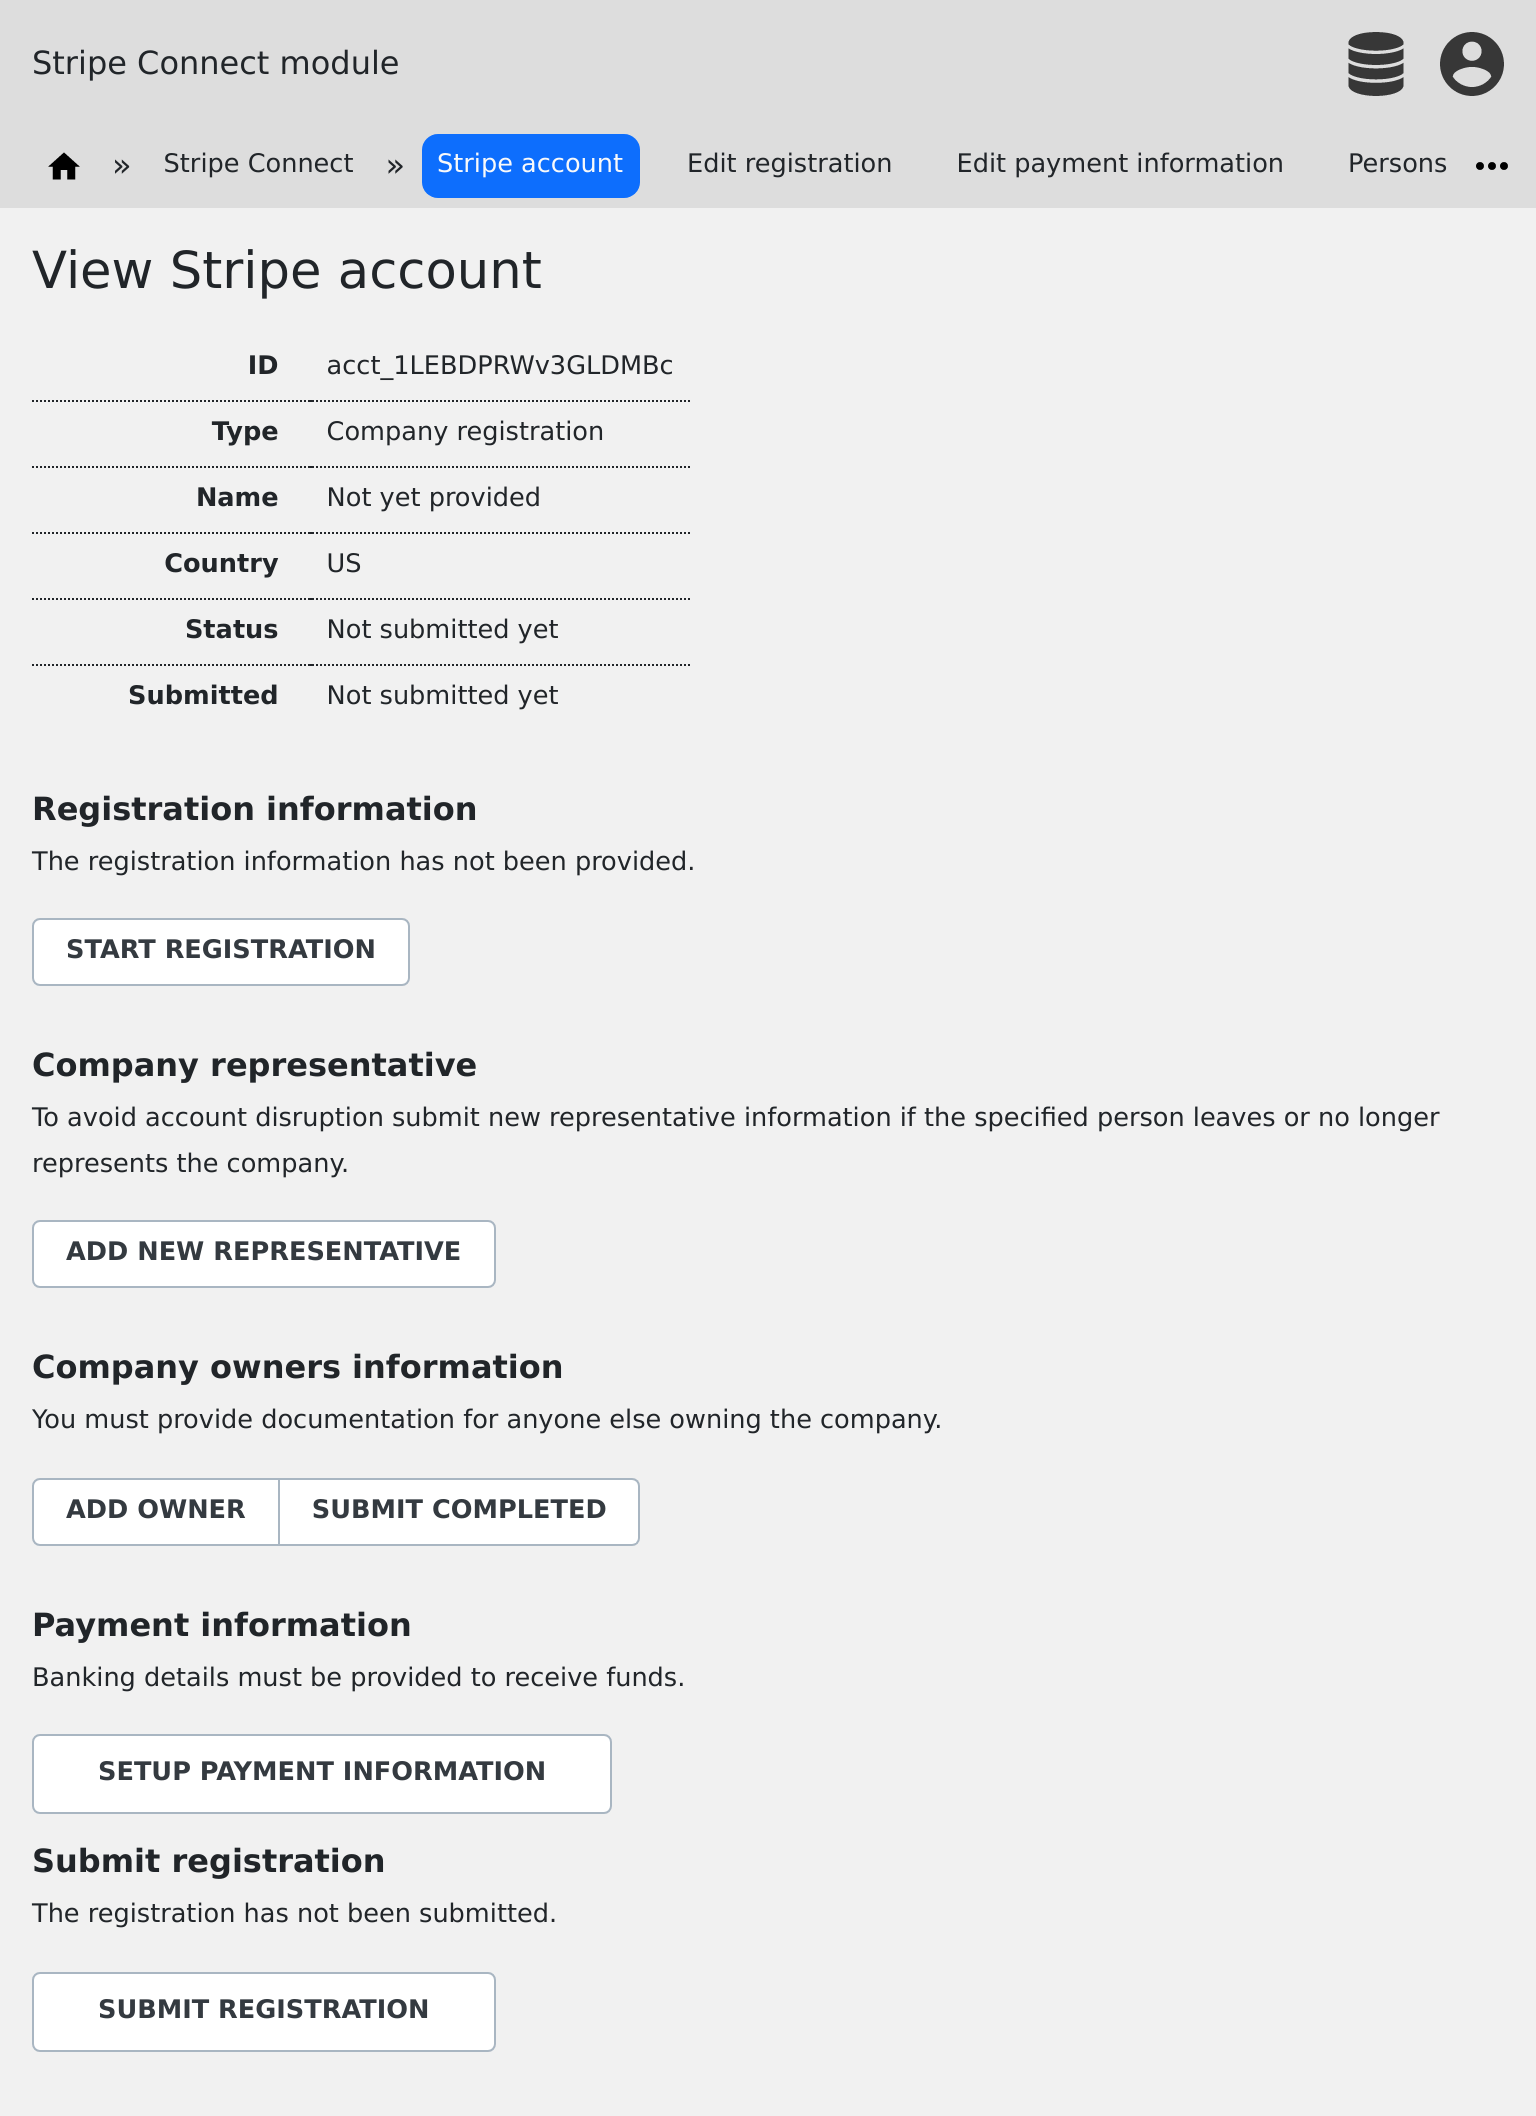 Stripe Connect module
» Stripe Connect » Stripe account Edit registration Edit payment information Persons •••
View Stripe account
ID acct_1LEBDPRWv3GLDMBc
Type Company registration
Name Not yet provided
Country US
Status Not submitted yet
Submitted Not submitted yet
Registration information
The registration information has not been provided.
START REGISTRATION
Company representative
To avoid account disruption submit new representative information if the specified person leaves or no longer
represents the company.
ADD NEW REPRESENTATIVE
Company owners information
You must provide documentation for anyone else owning the company.
ADD OWNER SUBMIT COMPLETED
Payment information
Banking details must be provided to receive funds.
SETUP PAYMENT INFORMATION
Submit registration
The registration has not been submitted.
SUBMIT REGISTRATION